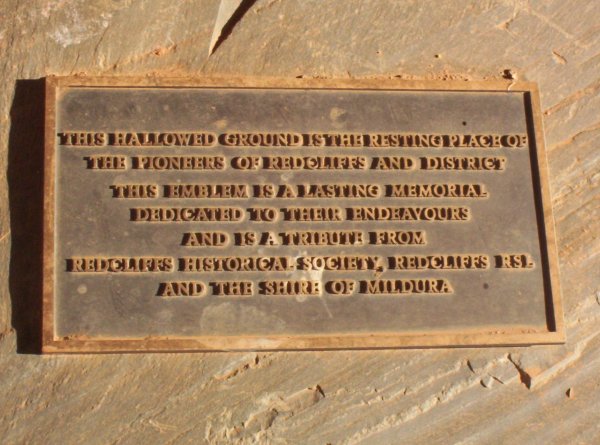 THIS HALLOWED GROUND IS THE RESTING PLACE OF
THE PIONEERS OF REDCLIFFS AND DISTRICT
THIS EMBLEM IS A LASTING MEMORIAL
DEDICATED TO THEIR ENDEAVOURS
AND IS A TRIBUTE FROM
REDCLIFFS HISTORICAL SOCIETY, REDCLIFFS RSL
AND THE SHIRE OF MILDURA